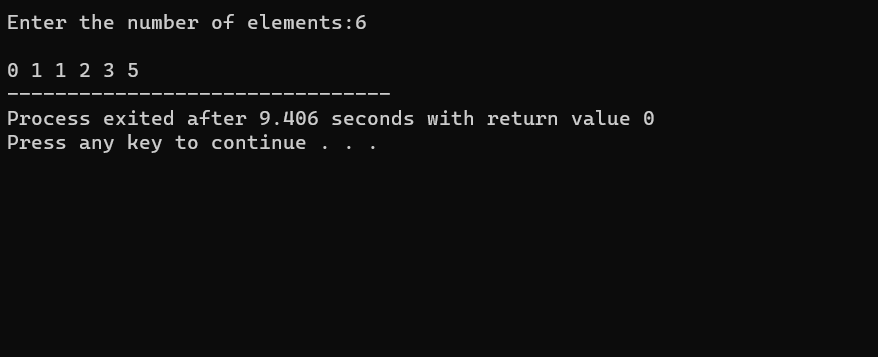 Enter the number of elements:6
0 1 1 2 3 5
--------------------------------
Process exited after 9.406 seconds with return value 0
Press any key to continue . . .